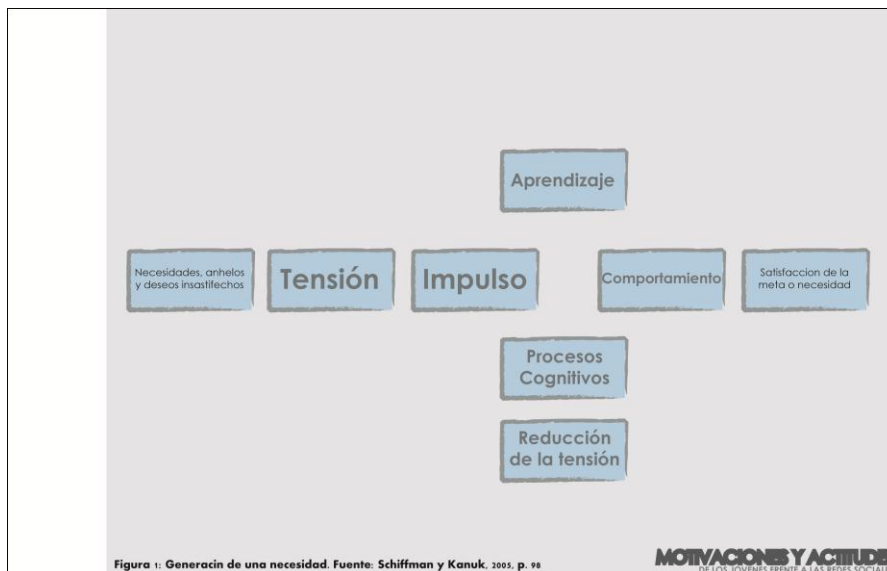 Aprendizaje
Necesidades, anhelos
y deseos insastifechos
Tensión
Impulso
Comportamiento
Satisfaccion de la
meta o necesidad
Procesos
Cognitivos
Reducción
de la tensión
Figura 1: Generacin de una necesidad. Fuente: Schiffman y Kanuk, 2005, p. 98
MOTIVACIONES Y ACTITUDE
DE LOS JOVENES FRENTE A LAS REDES SOCIAL